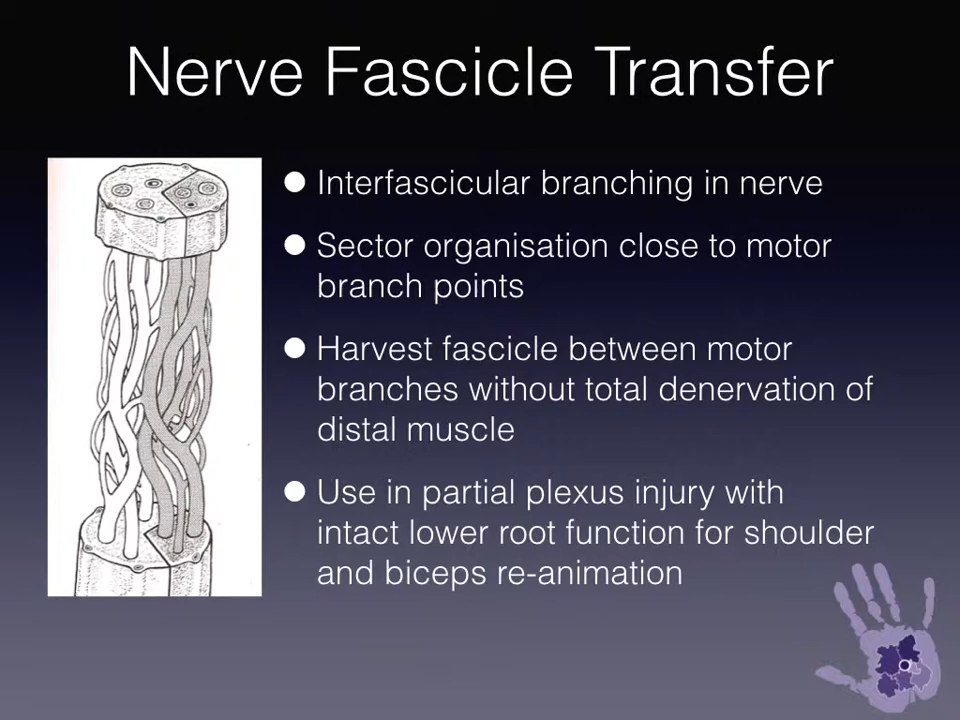 Nerve Fascicle Transfer
● Interfascicular branching in nerve
● Sector organisation close to motor
branch points
● Harvest fascicle between motor
branches without total denervation of
distal muscle
● Use in partial plexus injury with
intact lower root function for shoulder
and biceps re-animation